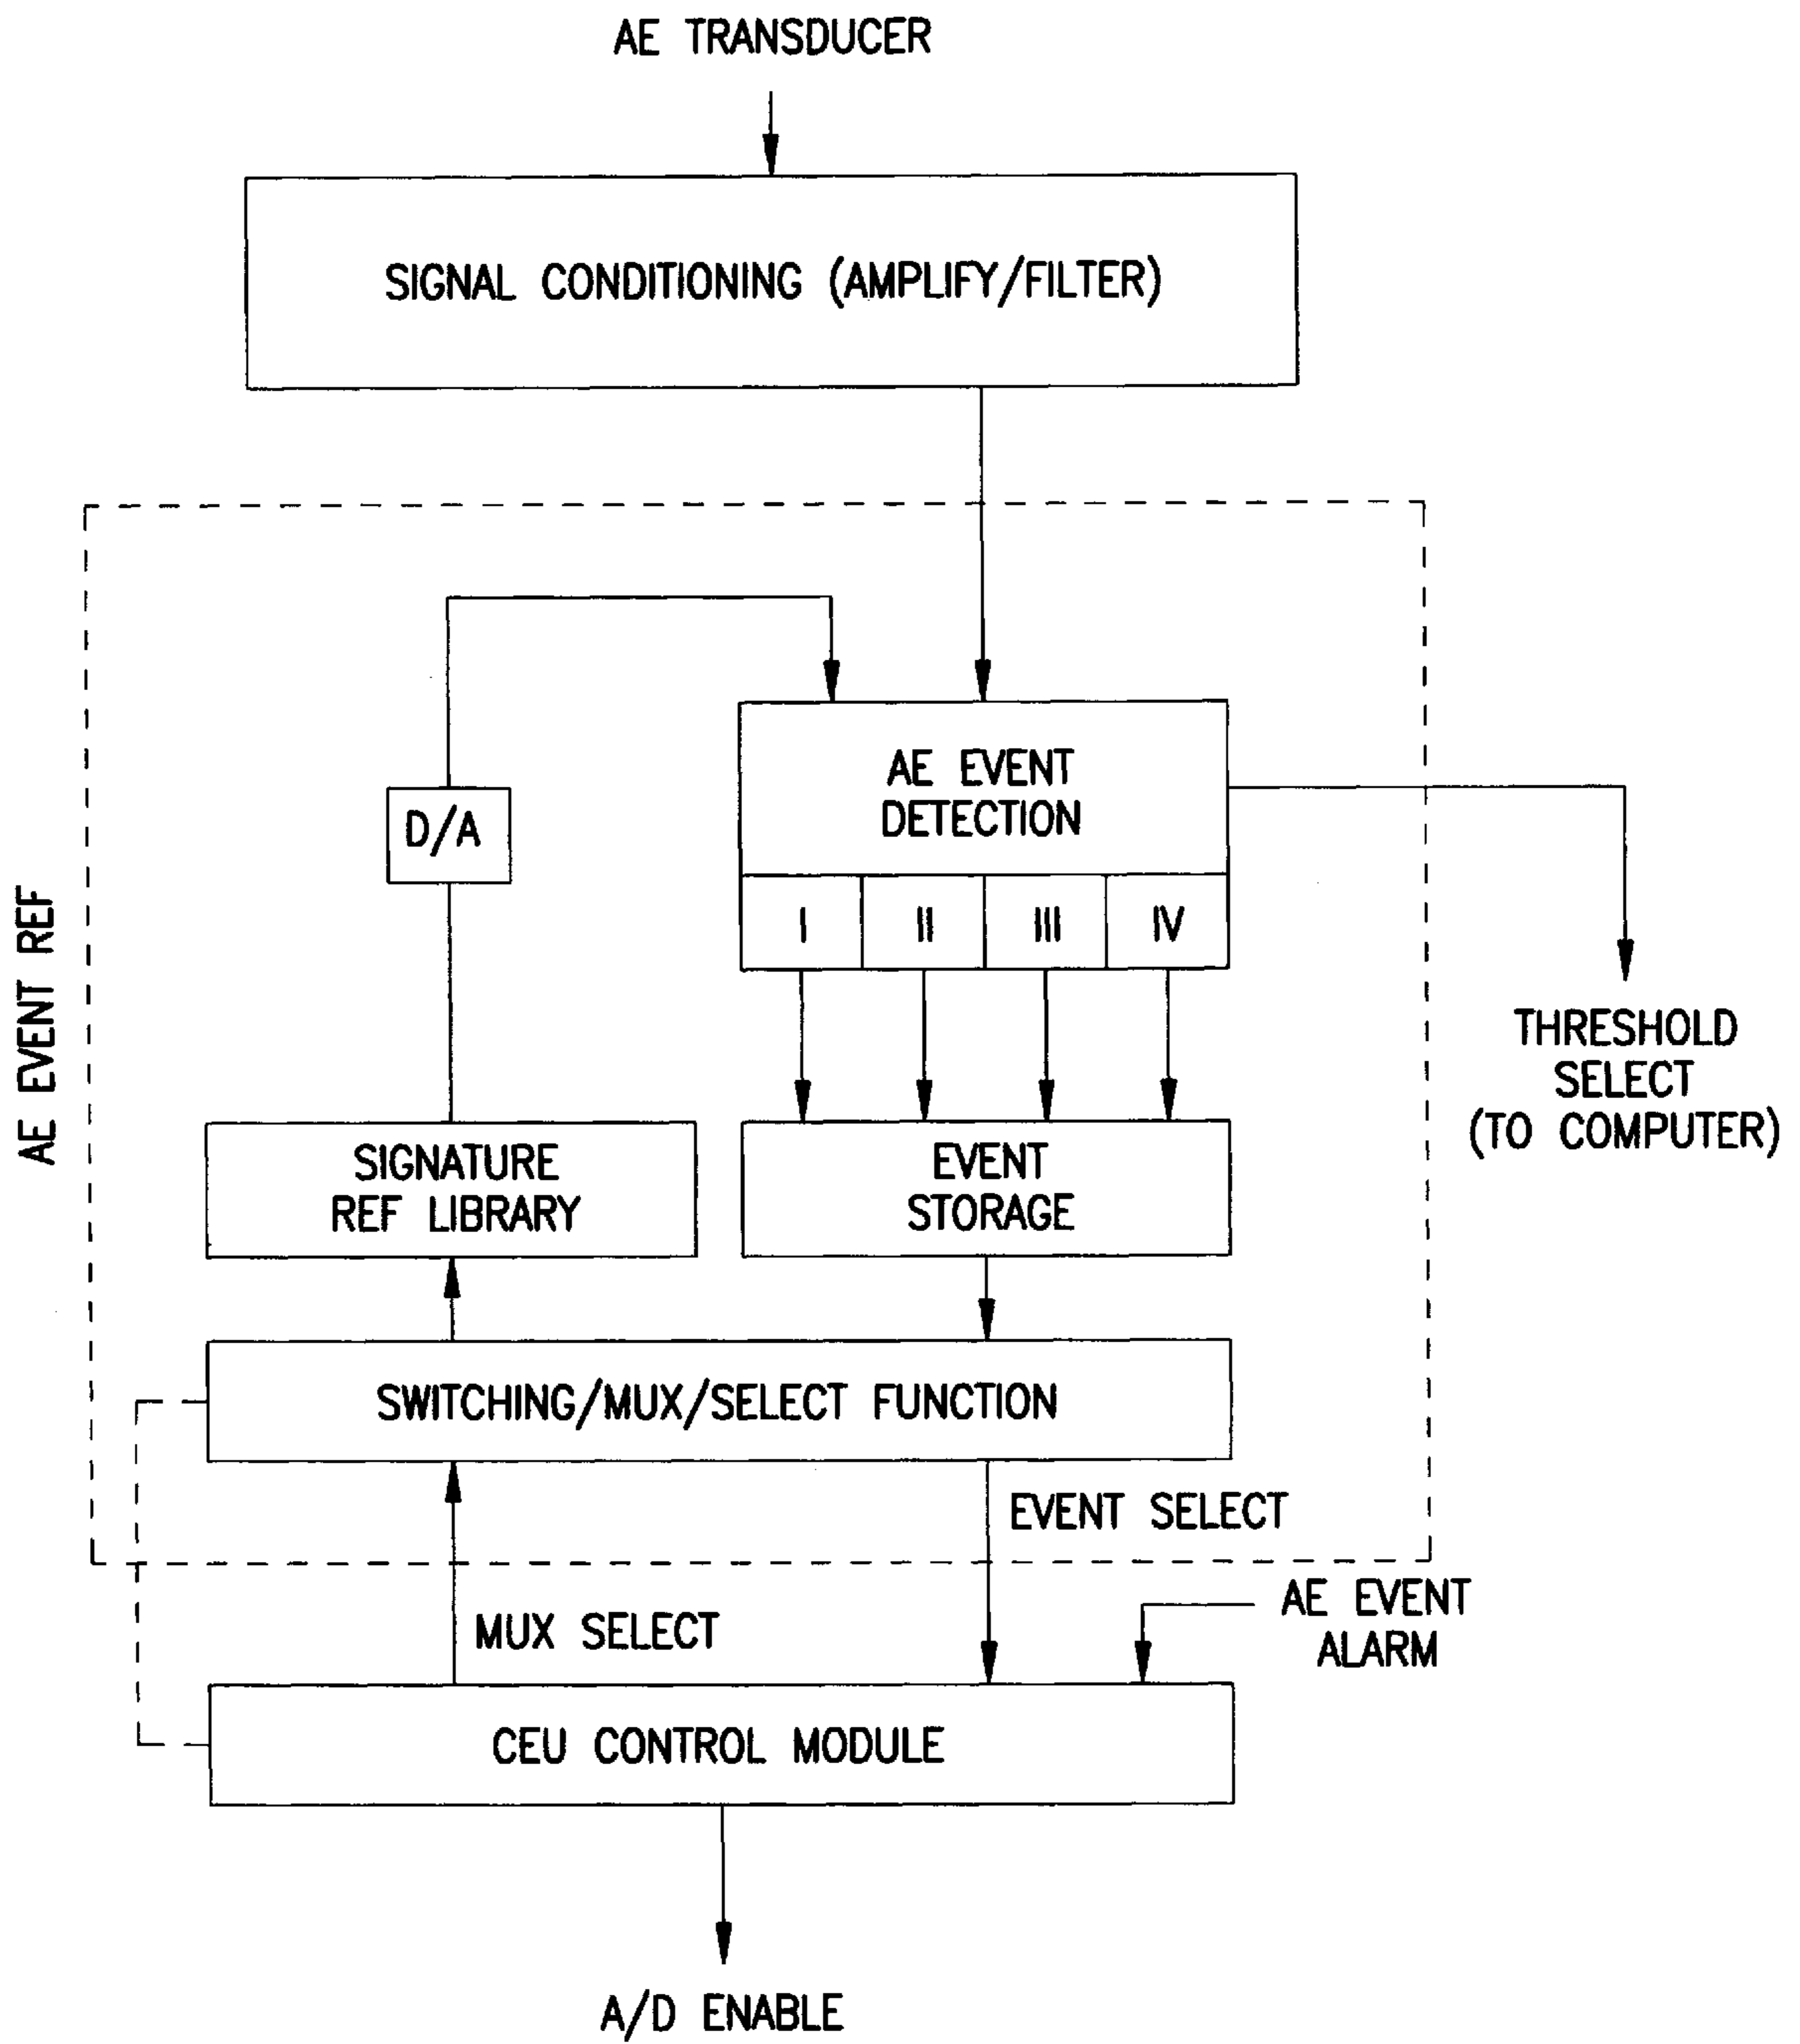 AE TRANSDUCER
SIGNAL CONDITIONING (AMPLIFY/FILTER)
AE EVENT REF
D/A
AE EVENT
DETECTION
I II III IV
THRESHOLD
SELECT
(TO COMPUTER)
SIGNATURE
REF LIBRARY
EVENT
STORAGE
SWITCHING/MUX/SELECT FUNCTION
EVENT SELECT
MUX SELECT
AE EVENT
ALARM
CEU CONTROL MODULE
A/D ENABLE